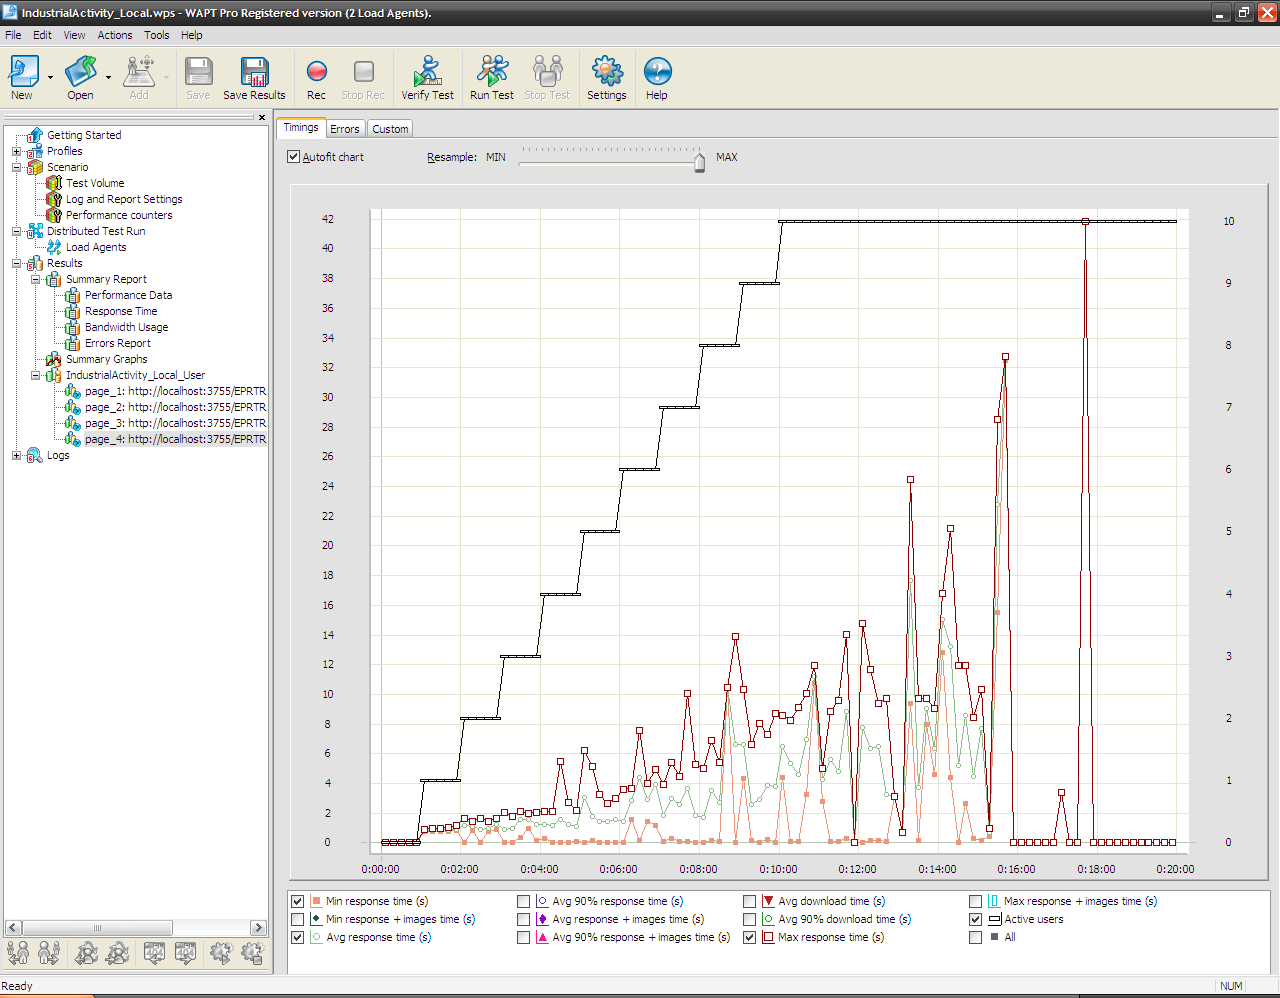 IndustrialActivity_Local.wps - WAPT Pro Registered version (2 Load Agents).
File Edit View Actions Tools Help
New Open Add Save Save Results Rec Stop Rec Verify Test Run Test Stop Test Settings Help
Getting Started
Profiles
Scenario
Test Volume
Log and Report Settings
Performance counters
Distributed Test Run
Load Agents
Results
Summary Report
Performance Data
Response Time
Bandwidth Usage
Errors Report
Summary Graphs
IndustrialActivity_Local_User
page_1: http://localhost:3755/EPRTR
page_2: http://localhost:3755/EPRTR
page_3: http://localhost:3755/EPRTR
page_4: http://localhost:3755/EPRTR
Logs
Timings Errors Custom
Autofit chart Resample: MIN MAX
42 10
40
38 9
36
34 8
32
30 7
28
26 6
24
22 5
20
18 4
16
14 3
12
10 2
8
6 1
4
2
0 0
0:00:00 0:02:00 0:04:00 0:06:00 0:08:00 0:10:00 0:12:00 0:14:00 0:16:00 0:18:00 0:20:00
Min response time (s) Avg 90% response time (s) Avg download time (s) Max response + images time (s)
Min response + images time (s) Avg response + images time (s) Avg 90% download time (s) Active users
Avg response time (s) Avg 90% response + images time (s) Max response time (s) All
Ready NUM